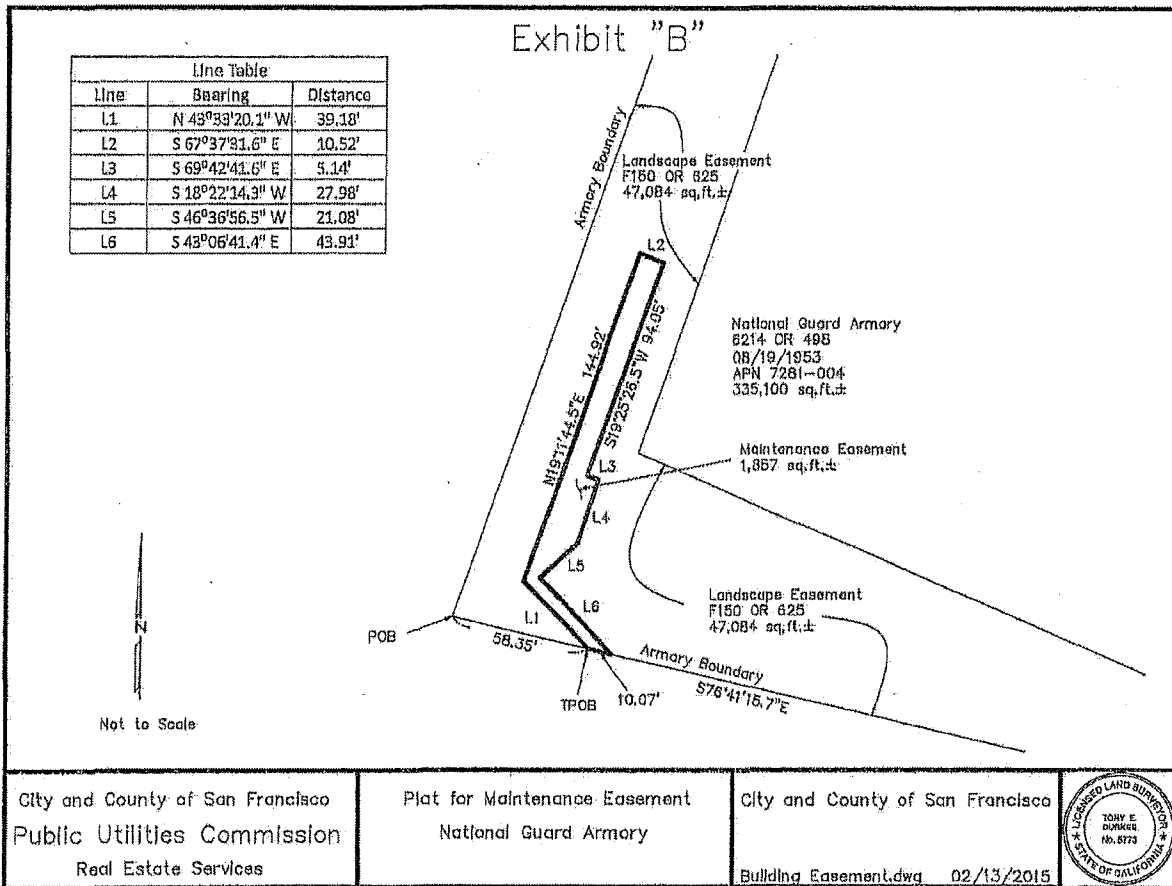 Exhibit "B"
Line Table
Line Bearing Distance
L1 N 43°33'20.1" W 39.18'
L2 S 67°37'31.6" E 10.52'
L3 S 69°42'41.6" E 5.14'
L4 S 18°22'14.3" W 27.98'
L5 S 46°36'56.5" W 21.08'
L6 S 43°06'41.4" E 43.91'
Armory Boundary
Landscape Easement
F150 OR 625
47,084 sq.ft.±
L2
N19°11'44.5"E 144.92'
S19°25'26.5"W 94.05'
National Guard Armory
6214 OR 498
08/19/1953
APN 7281-004
335,100 sq.ft.±
L3
Maintenance Easement
1,857 sq.ft.±
L4
L5
L6
L1
Landscape Easement
F150 OR 625
47,084 sq.ft.±
POB
58.35'
TPOB
10.07'
Armory Boundary
S76°41'15.7"E
N
Not to Scale
City and County of San Francisco
Public Utilities Commission
Real Estate Services
Plat for Maintenance Easement
National Guard Armory
City and County of San Francisco
Building Easement.dwg 02/13/2015
LICENSED LAND SURVEYOR
TONY E.
No.
STATE OF CALIFORNIA